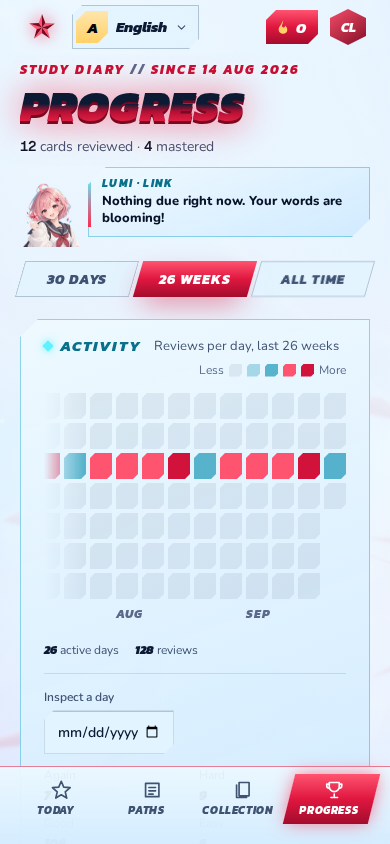 A English
0
CL
STUDY DIARY // SINCE 14 AUG 2026
PROGRESS
12 cards reviewed · 4 mastered
LUMI · LINK
Nothing due right now. Your words are
blooming!
30 DAYS
26 WEEKS
ALL TIME
ACTIVITY Reviews per day, last 26 weeks
Less More
AUG SEP
26 active days 128 reviews
Inspect a day
mm/dd/yyyy
TODAY
PATHS
COLLECTION
PROGRESS